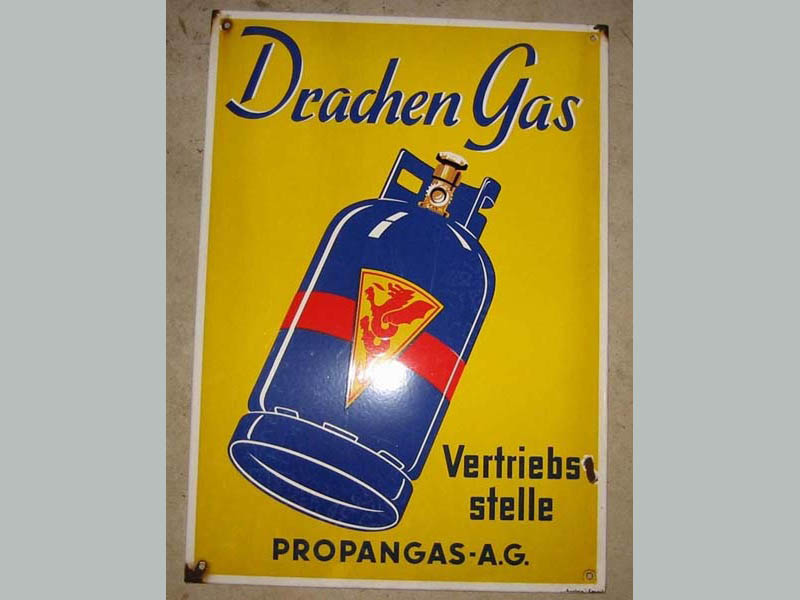 Drachen Gas
Vertriebs
stelle
PROPANGAS-A.G.